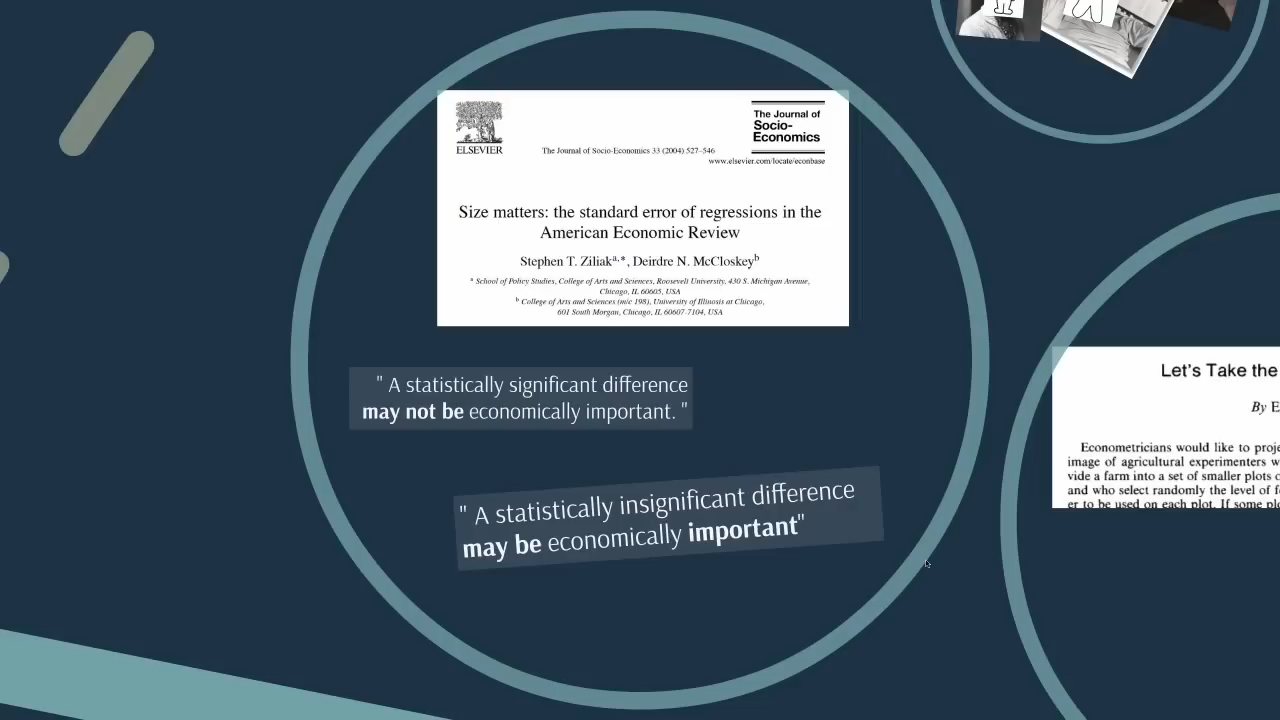 ELSEVIER
The Journal of Socio-Economics 33 (2004) 527–546
The Journal of
Socio-
Economics
www.elsevier.com/locate/econbase
Size matters: the standard error of regressions in the
American Economic Review
Stephen T. Ziliak a,*, Deirdre N. McCloskey b
a School of Policy Studies, College of Arts and Sciences, Roosevelt University, 430 S. Michigan Avenue,
Chicago, IL 60605, USA
b College of Arts and Sciences (m/c 198), University of Illinois at Chicago,
601 South Morgan, Chicago, IL 60607-7104, USA
" A statistically significant difference
may not be economically important. "
" A statistically insignificant difference
may be economically important"
Let's Take the
By E
Econometricians would like to proje
image of agricultural experimenters w
vide a farm into a set of smaller plots o
and who select randomly the level of f
er to be used on each plot. If some plo